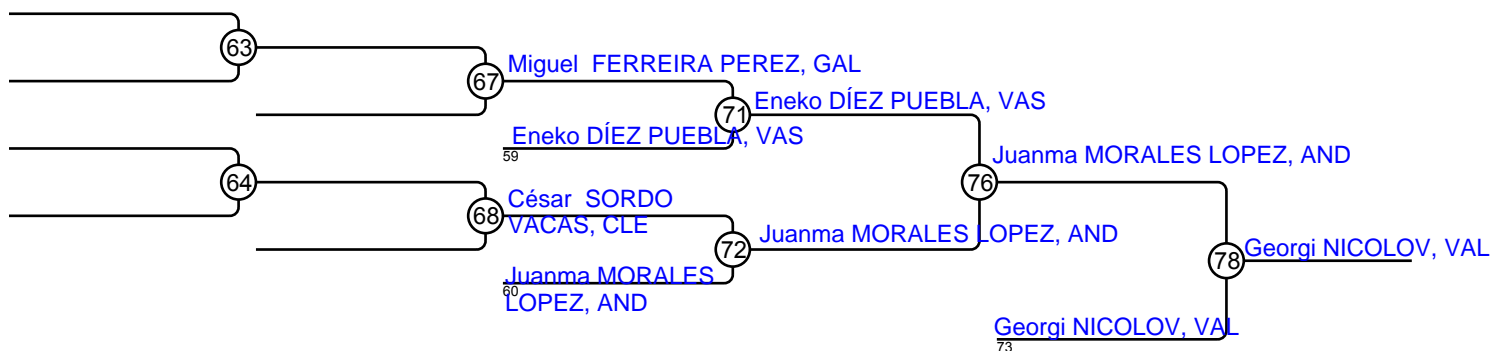 63
67
Miguel  FERREIRA PEREZ, GAL
71
Eneko DÍEZ PUEBLA, VAS
Eneko DÍEZ PUEBLA, VAS
59
64
68
César  SORDO
VACAS, CLE
72
Juanma MORALES LOPEZ, AND
Juanma MORALES
60
LOPEZ, AND
76
Juanma MORALES LOPEZ, AND
78
Georgi NICOLOV, VAL
Georgi NICOLOV, VAL
73